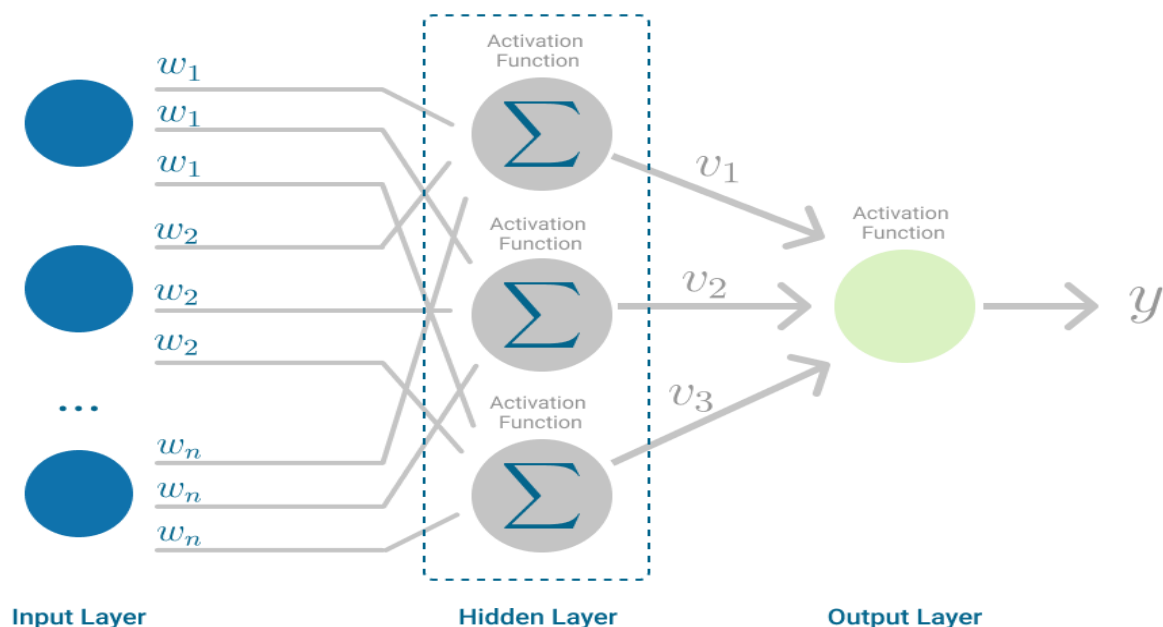 Activation
Function
w₁
w₁
w₁
Σ
v₁
w₂
w₂
w₂
Activation
Function
Σ
v₂
Activation
Function
y
...
wₙ
wₙ
wₙ
Activation
Function
Σ
v₃
Input Layer
Hidden Layer
Output Layer